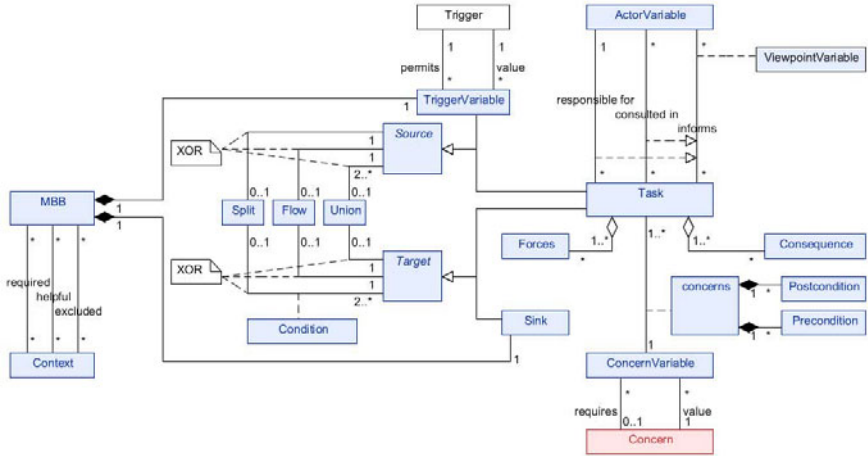 Trigger
ActorVariable
1 1
1 * *
ViewpointVariable
permits value
* *
TriggerVariable
1
responsible for
consulted in
informs
XOR
Source
1
1
2..*
* * *
MBB
1
1
0..1 0..1 0..1
Split Flow Union
0..1 0..1 0..1
Task
* * *
1..* 1..* 1..*
Forces
*
Consequence
*
required
helpful
excluded
XOR
Target
1
1
2..*
concerns
1 *
Postcondition
1 *
Precondition
* * *
Context
Condition
Sink
1
1
ConcernVariable
* *
requires value
0..1 1
Concern